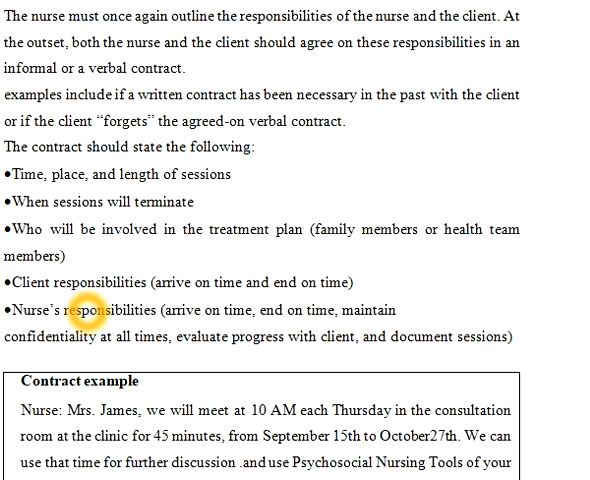 The nurse must once again outline the responsibilities of the nurse and the client. At
the outset, both the nurse and the client should agree on these responsibilities in an
informal or a verbal contract.
examples include if a written contract has been necessary in the past with the client
or if the client “forgets” the agreed-on verbal contract.
The contract should state the following:
•Time, place, and length of sessions
•When sessions will terminate
•Who will be involved in the treatment plan (family members or health team
members)
•Client responsibilities (arrive on time and end on time)
•Nurse’s responsibilities (arrive on time, end on time, maintain
confidentiality at all times, evaluate progress with client, and document sessions)
Contract example
Nurse: Mrs. James, we will meet at 10 AM each Thursday in the consultation
room at the clinic for 45 minutes, from September 15th to October27th. We can
use that time for further discussion .and use Psychosocial Nursing Tools of your